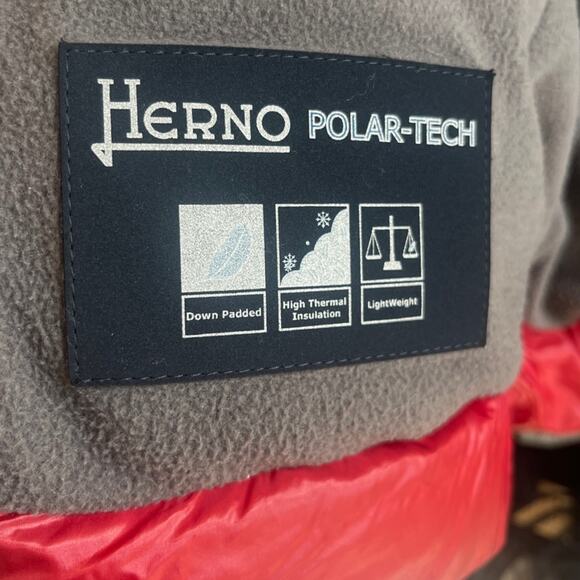 HERNO POLAR-TECH
Down Padded
High Thermal
Insulation
LightWeight